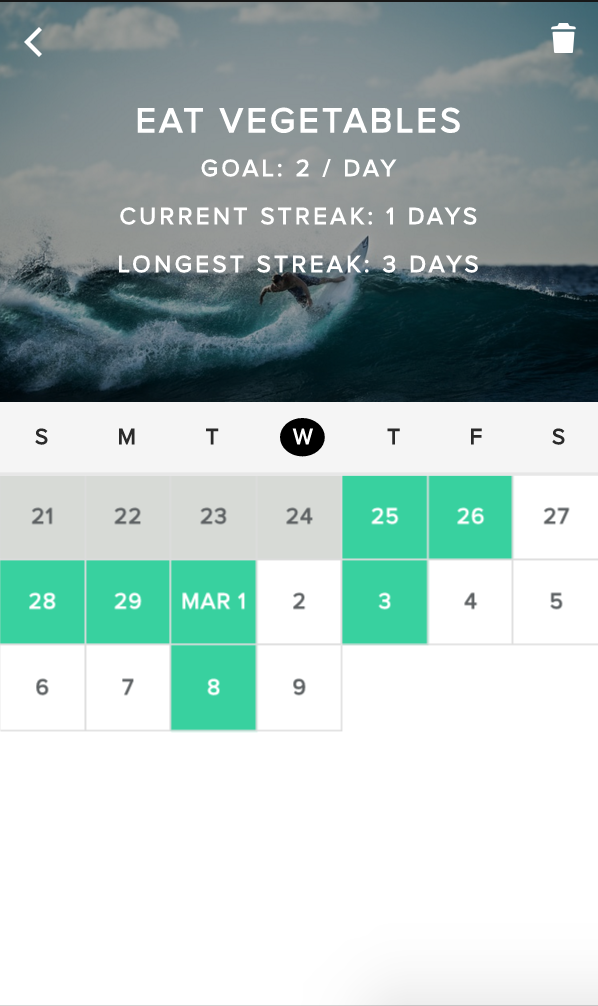 EAT VEGETABLES
GOAL: 2 / DAY
CURRENT STREAK: 1 DAYS
LONGEST STREAK: 3 DAYS
S M T W T F S
21 22 23 24 25 26 27
28 29 MAR 1 2 3 4 5
6 7 8 9